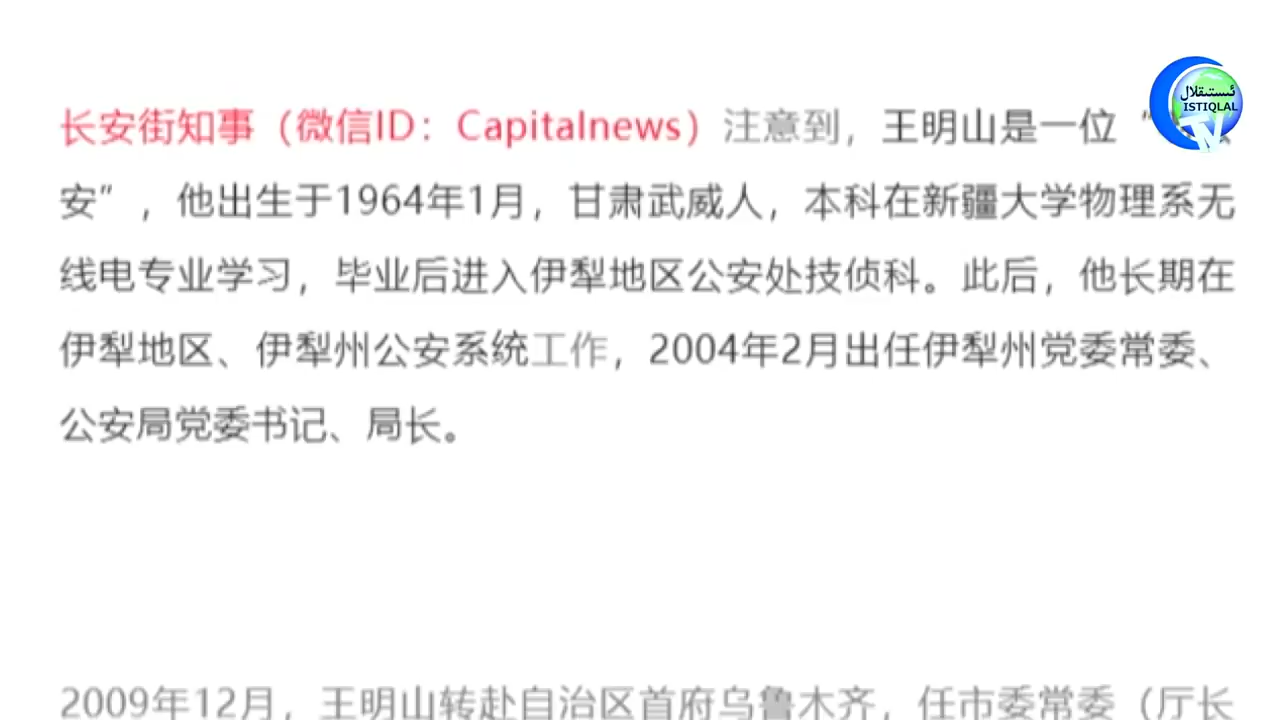 长安街知事（微信ID：Capitalnews）注意到，王明山是一位“
安”，他出生于1964年1月，甘肃武威人，本科在新疆大学物理系无
线电专业学习，毕业后进入伊犁地区公安处技侦科。此后，他长期在
伊犁地区、伊犁州公安系统工作，2004年2月出任伊犁州党委常委、
公安局党委书记、局长。
2009年12月，王明山转赴自治区首府乌鲁木齐，任市委常委（厅长
ئىستىقلال
ISTIQLAL
TV